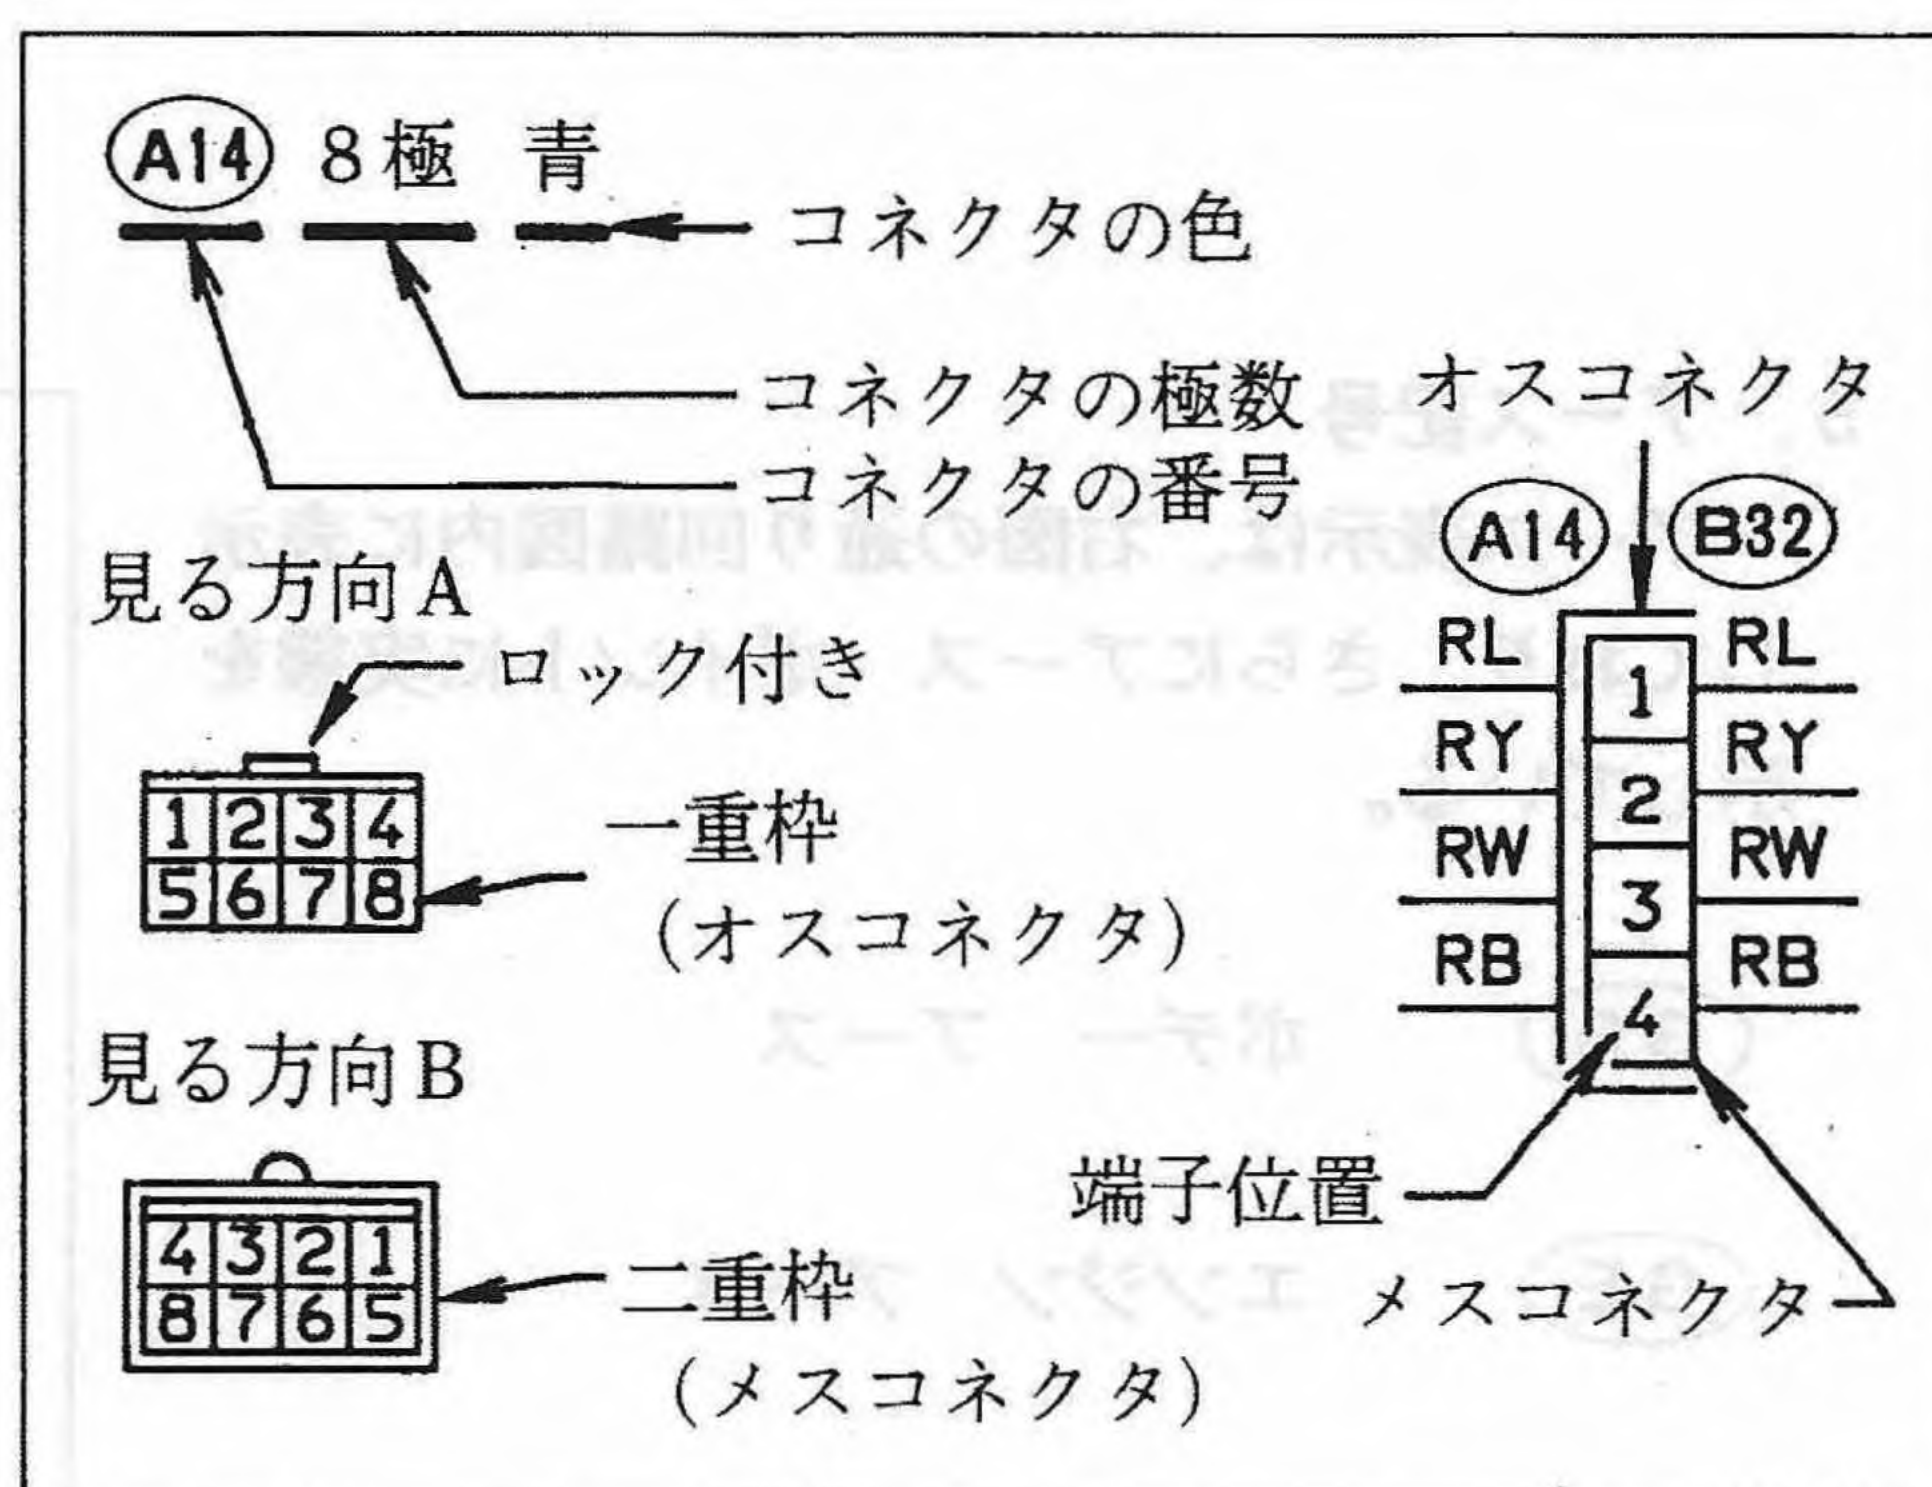 A14 8極 青
コネクタの色
コネクタの極数
コネクタの番号
見る方向A
ロック付き
1 2 3 4
5 6 7 8
一重枠
(オスコネクタ)
見る方向B
4 3 2 1
8 7 6 5
二重枠
(メスコネクタ)
オスコネクタ
A14 B32
RL 1 RL
RY 2 RY
RW 3 RW
RB 4 RB
端子位置
メスコネクタ